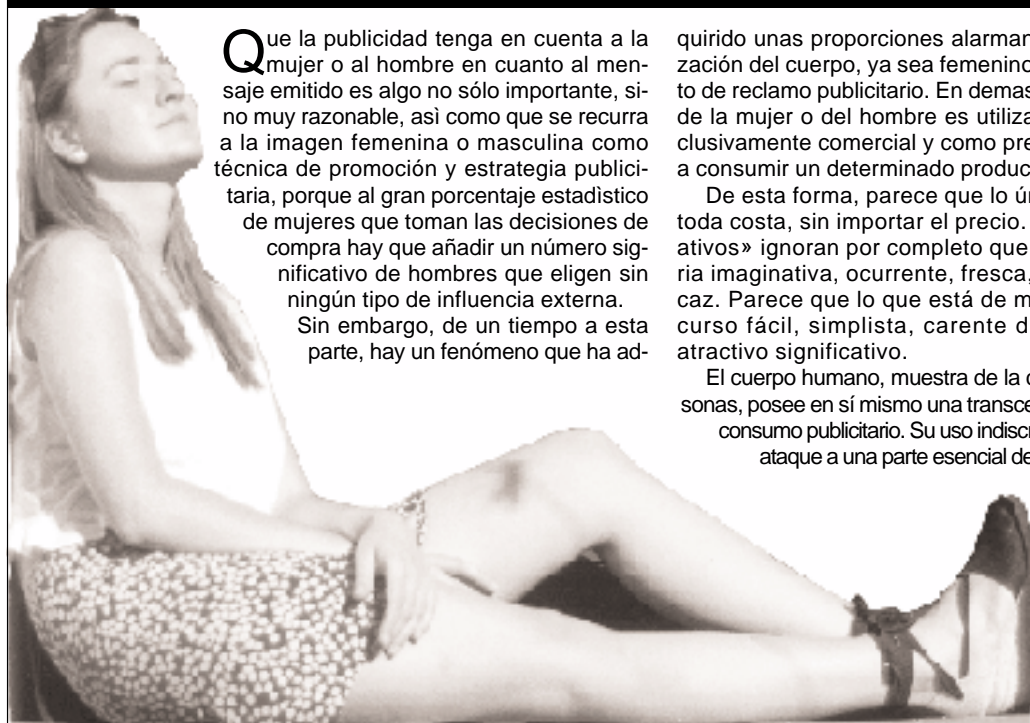 Que la publicidad tenga en cuenta a la
mujer o al hombre en cuanto al men-
saje emitido es algo no sólo importante, si-
no muy razonable, asì como que se recurra
a la imagen femenina o masculina como
técnica de promoción y estrategia publici-
taria, porque al gran porcentaje estadìstico
de mujeres que toman las decisiones de
compra hay que añadir un número sig-
nificativo de hombres que eligen sin
ningún tipo de influencia externa.
Sin embargo, de un tiempo a esta
parte, hay un fenómeno que ha ad-
quirido unas proporciones alarman
zación del cuerpo, ya sea femenino
to de reclamo publicitario. En demas
de la mujer o del hombre es utiliza
clusivamente comercial y como pre
a consumir un determinado produc
De esta forma, parece que lo ún
toda costa, sin importar el precio.
ativos» ignoran por completo que
ria imaginativa, ocurrente, fresca,
caz. Parece que lo que está de m
curso fácil, simplista, carente d
atractivo significativo.
El cuerpo humano, muestra de la
sonas, posee en sí mismo una transce
consumo publicitario. Su uso indiscr
ataque a una parte esencial de